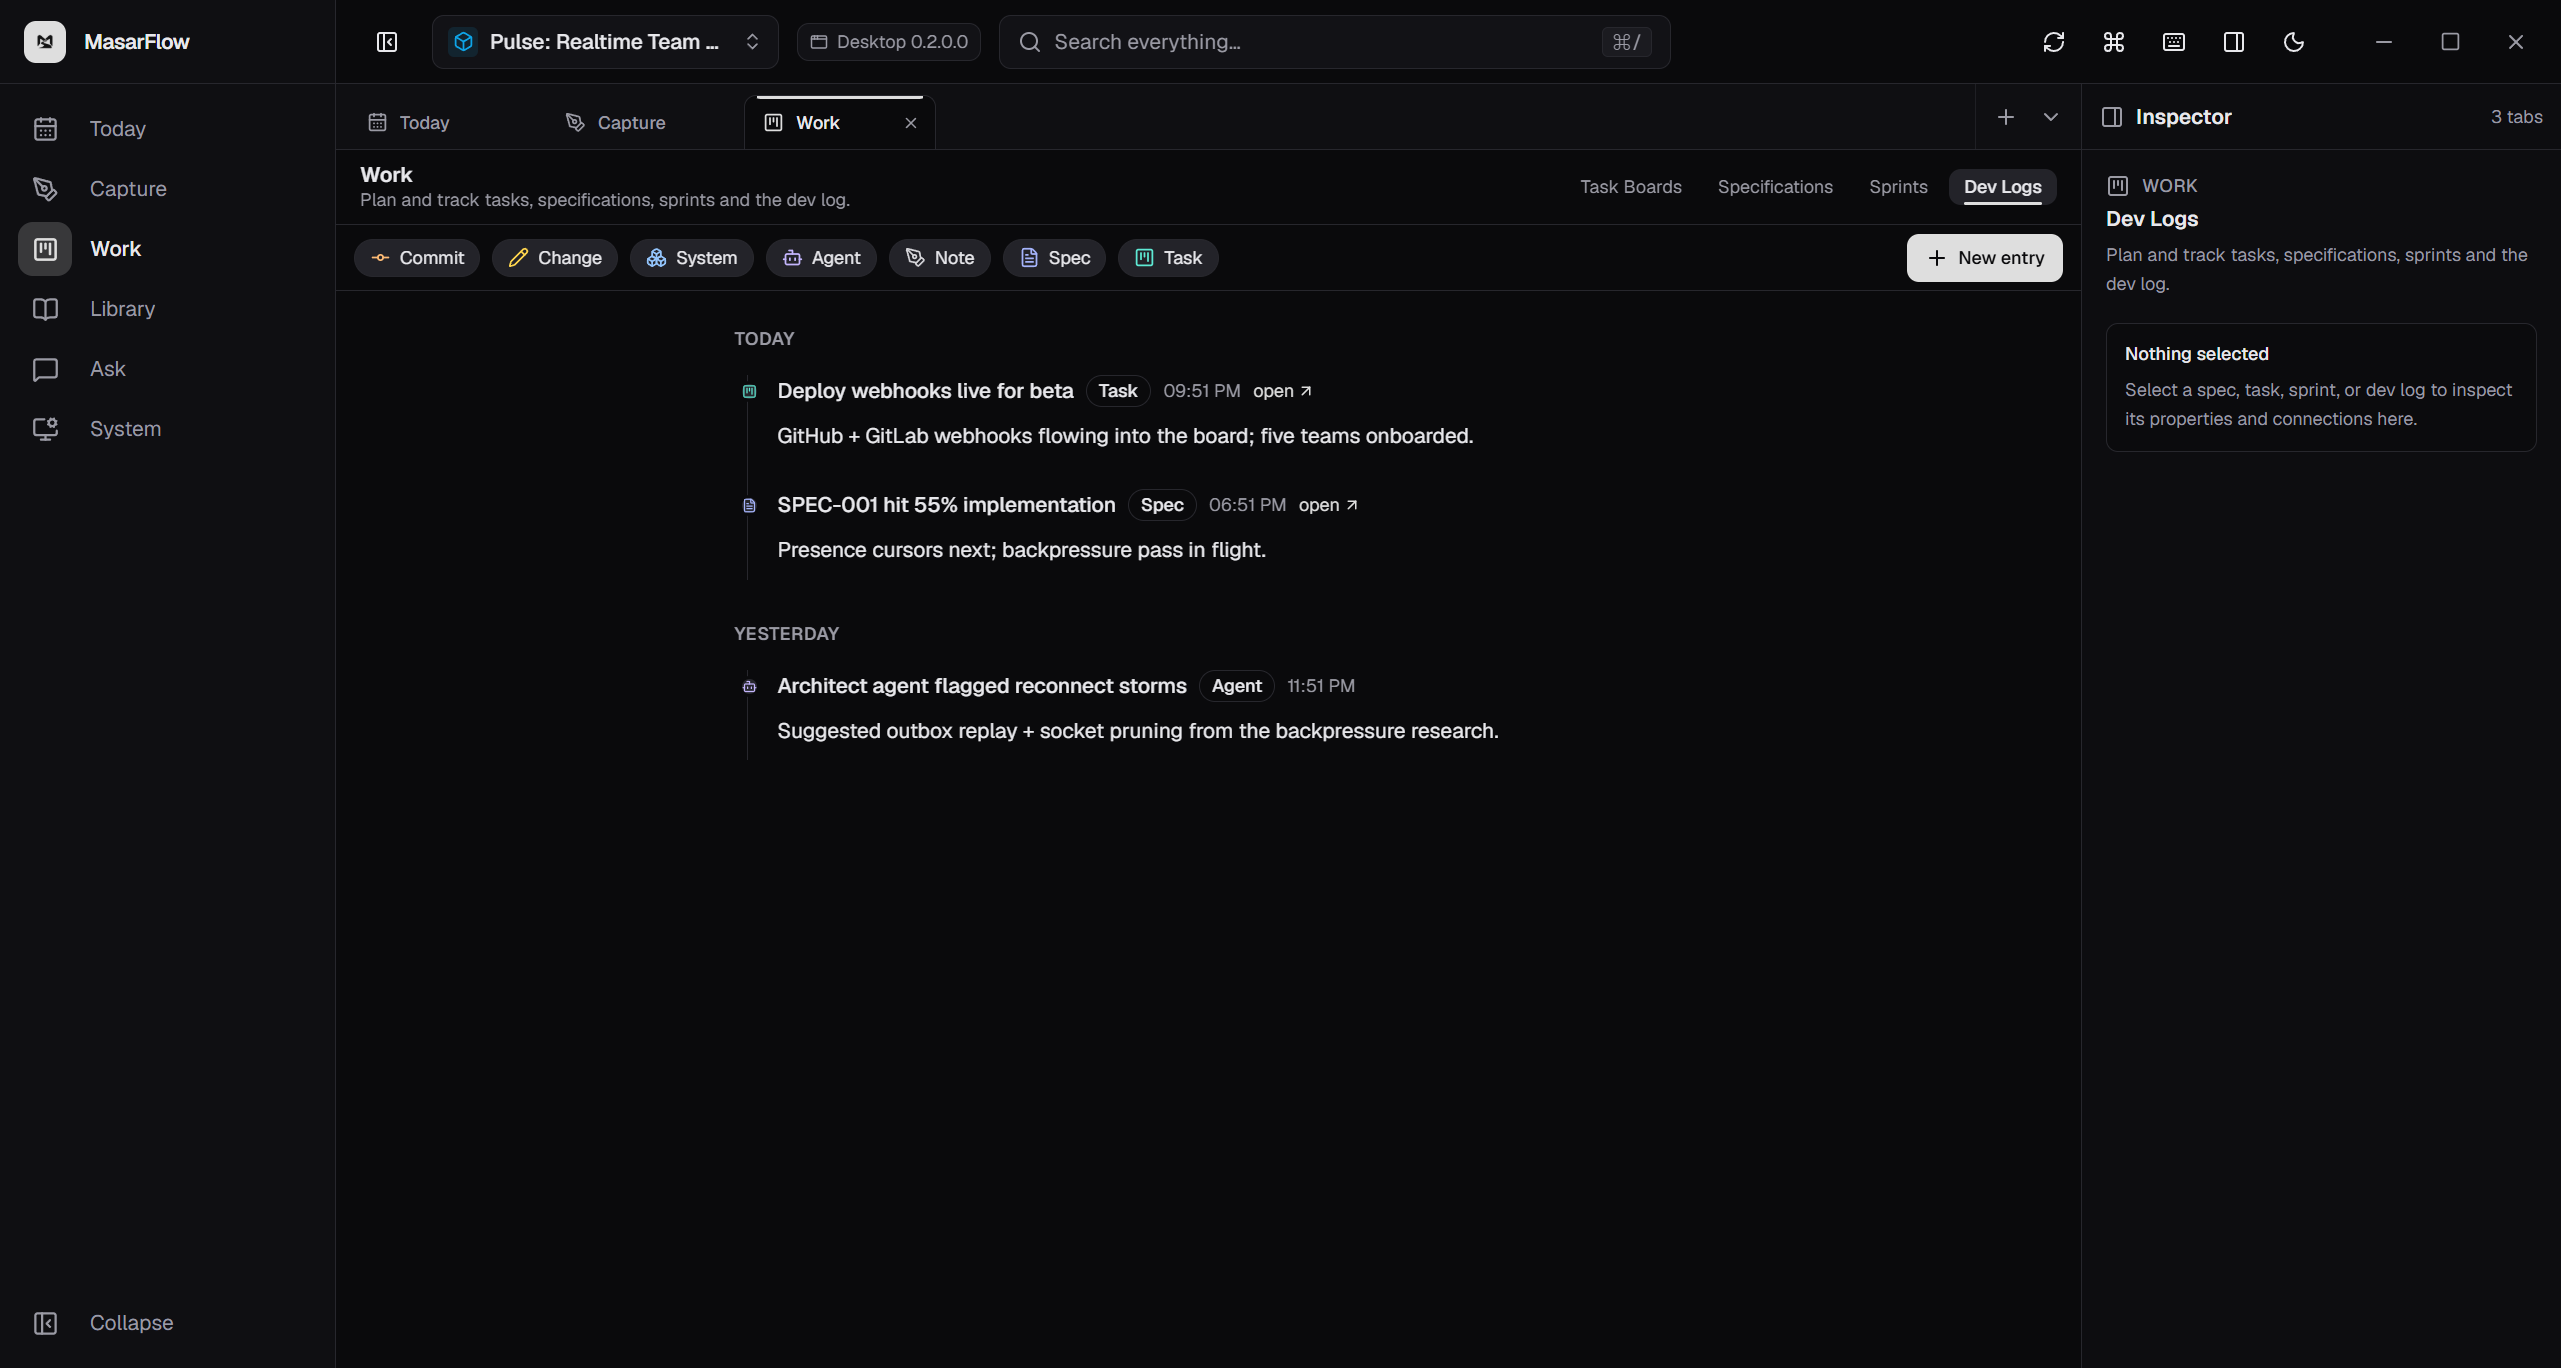 MasarFlow
Pulse: Realtime Team ...
Desktop 0.2.0.0
Search everything...
⌘/
Today
Capture
Work
Library
Ask
System
Collapse
Today
Capture
Work
Work
Plan and track tasks, specifications, sprints and the dev log.
Task Boards
Specifications
Sprints
Dev Logs
Commit
Change
System
Agent
Note
Spec
Task
New entry
TODAY
Deploy webhooks live for beta Task 09:51 PM open ↗
GitHub + GitLab webhooks flowing into the board; five teams onboarded.
SPEC-001 hit 55% implementation Spec 06:51 PM open ↗
Presence cursors next; backpressure pass in flight.
YESTERDAY
Architect agent flagged reconnect storms Agent 11:51 PM
Suggested outbox replay + socket pruning from the backpressure research.
Inspector
3 tabs
WORK
Dev Logs
Plan and track tasks, specifications, sprints and the
dev log.
Nothing selected
Select a spec, task, sprint, or dev log to inspect
its properties and connections here.